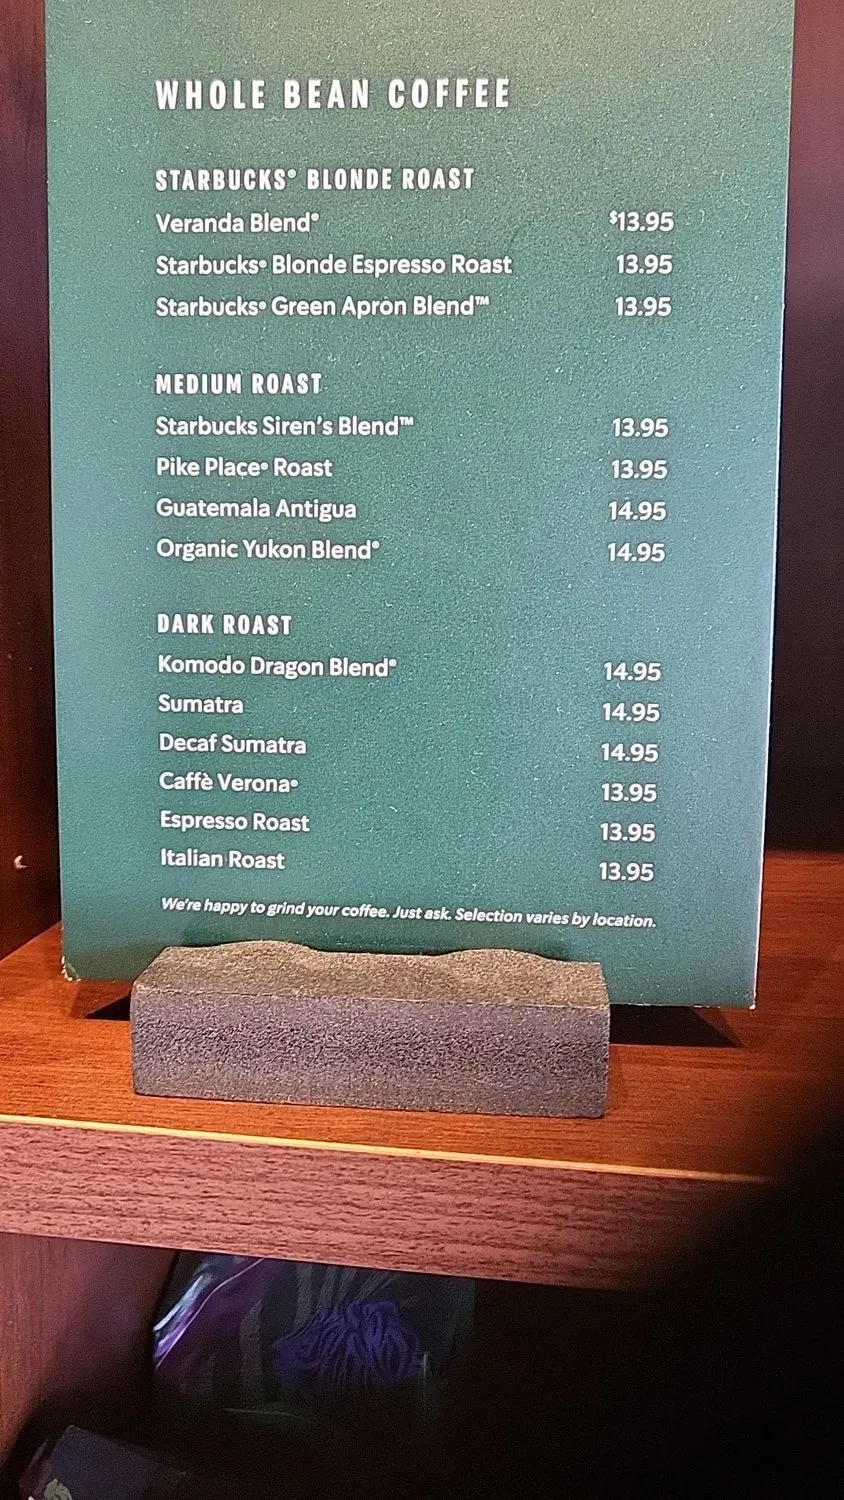 WHOLE BEAN COFFEE
STARBUCKS® BLONDE ROAST
Veranda Blend® $13.95
Starbucks® Blonde Espresso Roast 13.95
Starbucks® Green Apron Blend™ 13.95
MEDIUM ROAST
Starbucks Siren's Blend™ 13.95
Pike Place® Roast 13.95
Guatemala Antigua 14.95
Organic Yukon Blend® 14.95
DARK ROAST
Komodo Dragon Blend® 14.95
Sumatra 14.95
Decaf Sumatra 14.95
Caffè Verona® 13.95
Espresso Roast 13.95
Italian Roast 13.95
We're happy to grind your coffee. Just ask. Selection varies by location.